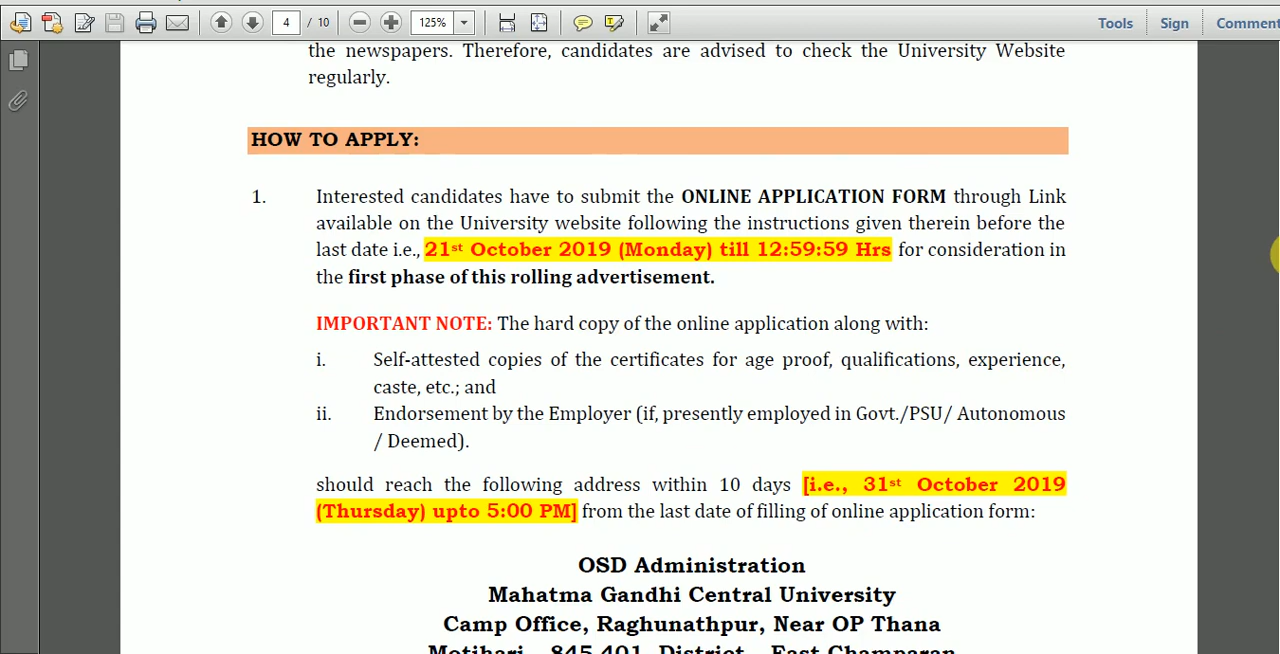 4 / 10 125% Tools Sign Comment
the newspapers. Therefore, candidates are advised to check the University Website
regularly.
HOW TO APPLY:
1. Interested candidates have to submit the ONLINE APPLICATION FORM through Link
available on the University website following the instructions given therein before the
last date i.e., 21st October 2019 (Monday) till 12:59:59 Hrs for consideration in
the first phase of this rolling advertisement.
IMPORTANT NOTE: The hard copy of the online application along with:
i. Self-attested copies of the certificates for age proof, qualifications, experience,
caste, etc.; and
ii. Endorsement by the Employer (if, presently employed in Govt./PSU/ Autonomous
/ Deemed).
should reach the following address within 10 days [i.e., 31st October 2019
(Thursday) upto 5:00 PM] from the last date of filling of online application form:
OSD Administration
Mahatma Gandhi Central University
Camp Office, Raghunathpur, Near OP Thana
Motihari – 845 401, District – East Champaran